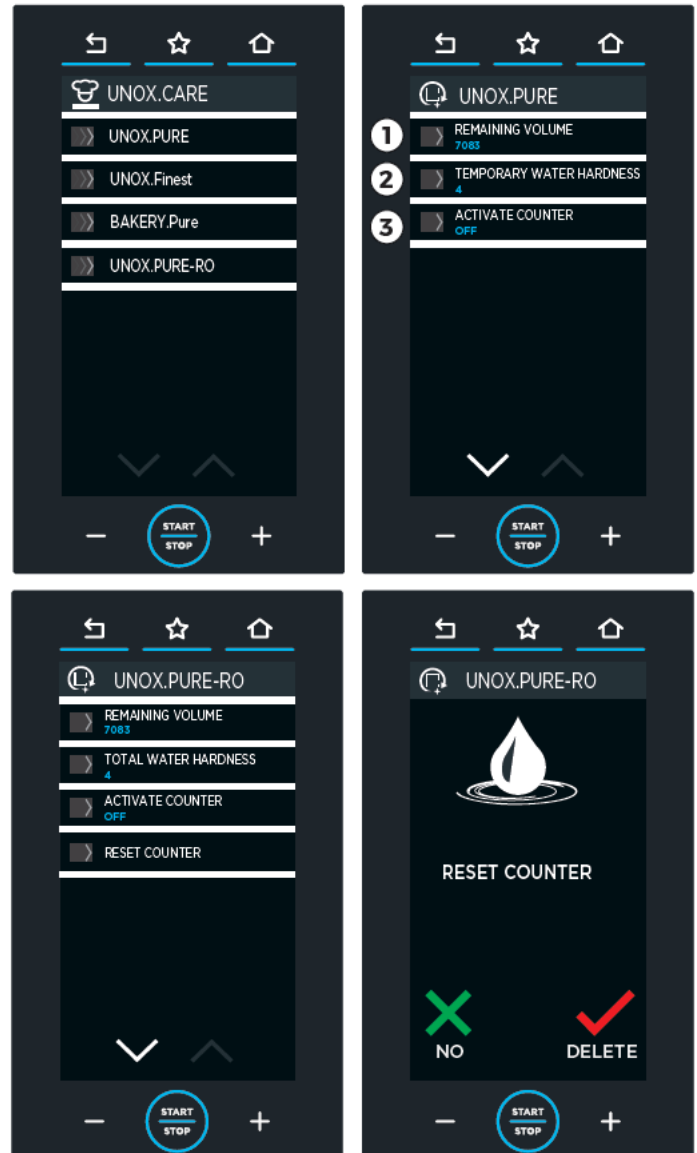 UNOX.CARE
UNOX.PURE
UNOX.Finest
BAKERY.Pure
UNOX.PURE-RO
START
STOP
UNOX.PURE
1
REMAINING VOLUME
7083
2
TEMPORARY WATER HARDNESS
4
3
ACTIVATE COUNTER
OFF
START
STOP
UNOX.PURE-RO
REMAINING VOLUME
7083
TOTAL WATER HARDNESS
4
ACTIVATE COUNTER
OFF
RESET COUNTER
START
STOP
UNOX.PURE-RO
RESET COUNTER
NO
DELETE
START
STOP